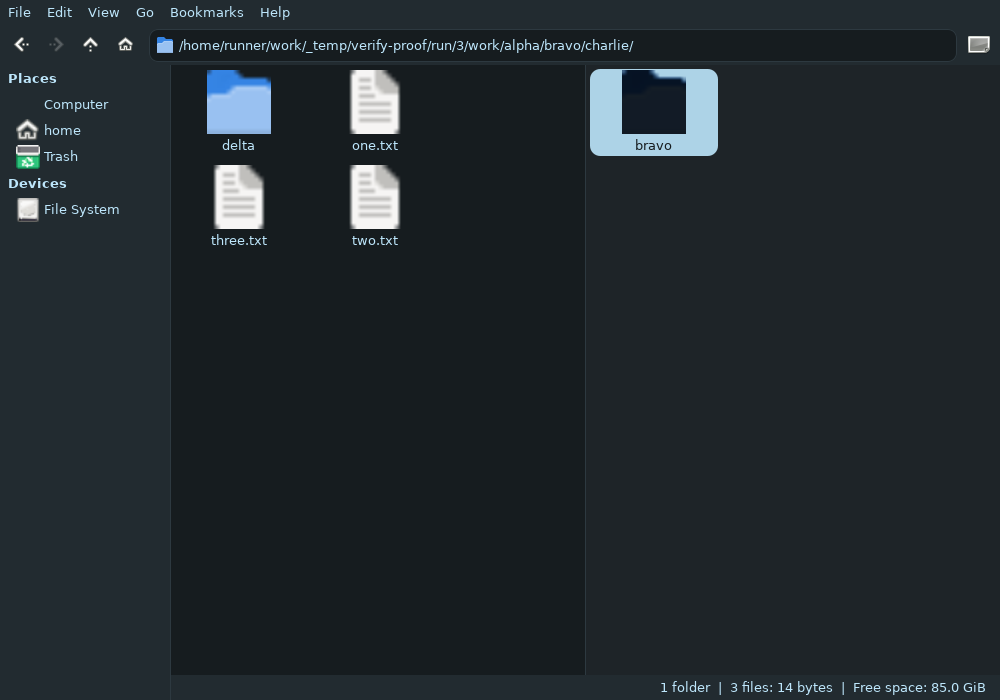 File Edit View Go Bookmarks Help
/home/runner/work/_temp/verify-proof/run/3/work/alpha/bravo/charlie/
Places
Computer
home
Trash
Devices
File System
delta one.txt
three.txt two.txt
bravo
1 folder | 3 files: 14 bytes | Free space: 85.0 GiB